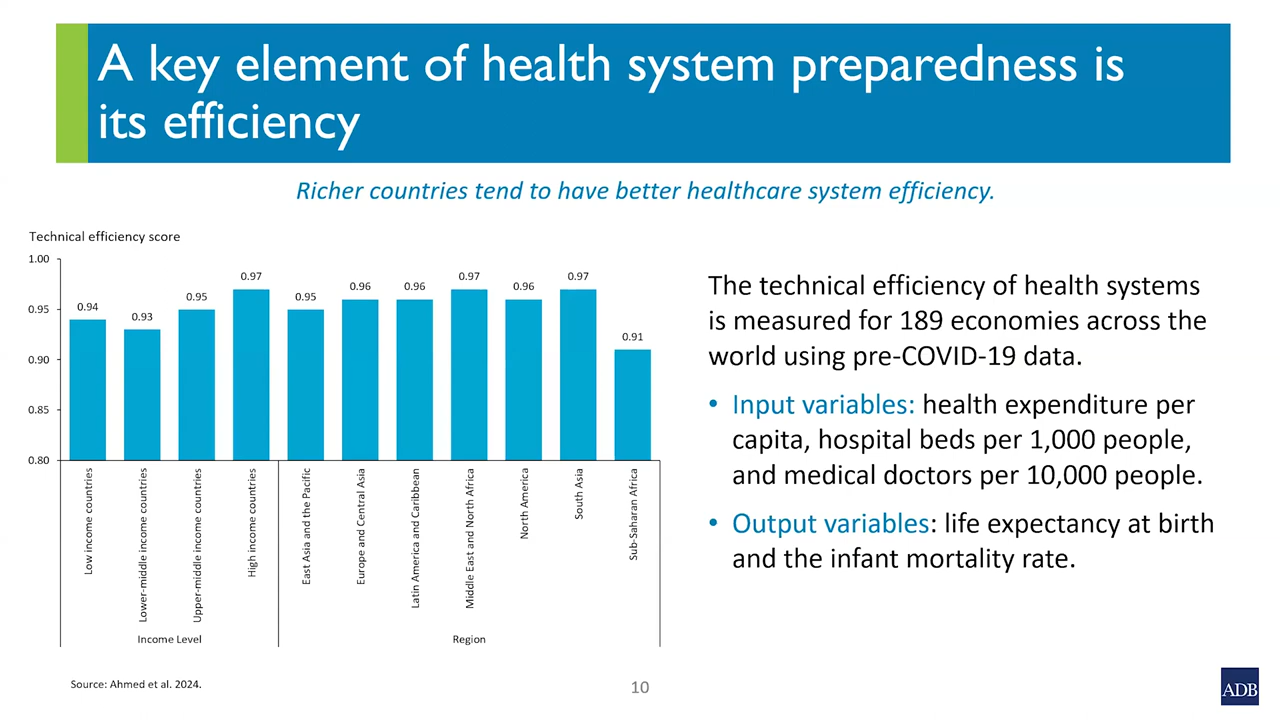 A key element of health system preparedness is
its efficiency
Richer countries tend to have better healthcare system efficiency.
Technical efficiency score
1.00
0.95
0.90
0.85
0.80
0.94
0.93
0.95
0.97
0.95
0.96
0.96
0.97
0.96
0.97
0.91
Low income countries
Lower-middle income countries
Upper-middle income countries
High income countries
East Asia and the Pacific
Europe and Central Asia
Latin America and Caribbean
Middle East and North Africa
North America
South Asia
Sub-Saharan Africa
Income Level
Region
The technical efficiency of health systems
is measured for 189 economies across the
world using pre-COVID-19 data.
• Input variables: health expenditure per
capita, hospital beds per 1,000 people,
and medical doctors per 10,000 people.
• Output variables: life expectancy at birth
and the infant mortality rate.
Source: Ahmed et al. 2024.
10
ADB